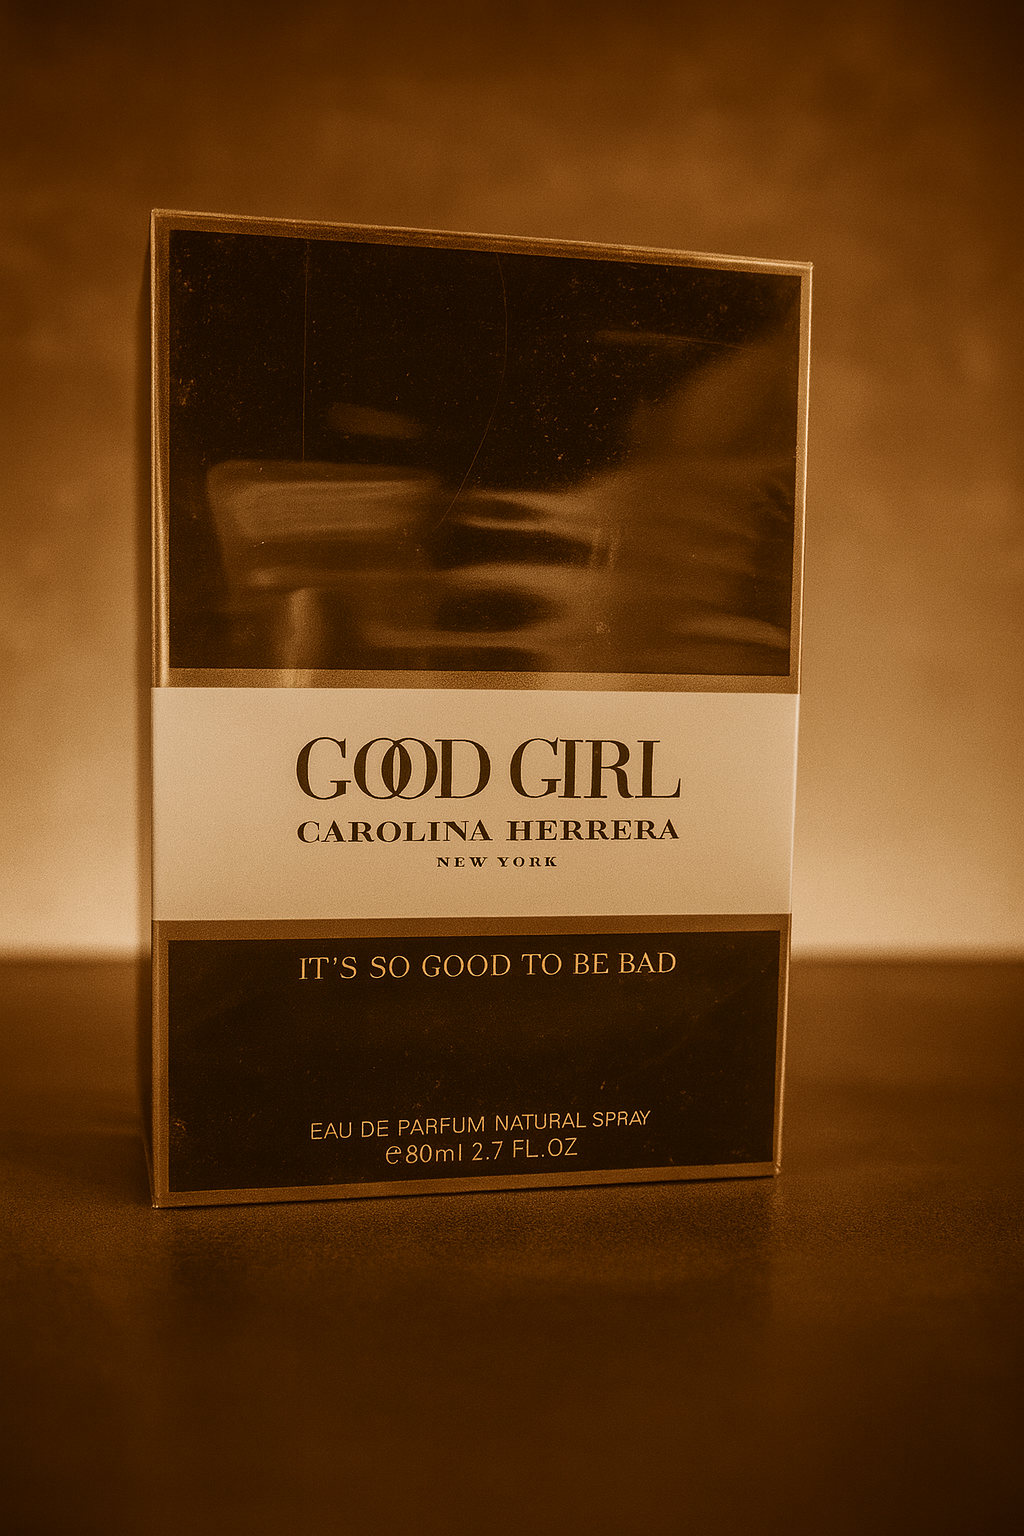 GOOD GIRL
CAROLINA HERRERA
NEW YORK
IT'S SO GOOD TO BE BAD
EAU DE PARFUM NATURAL SPRAY
℮80ml 2.7 FL.OZ